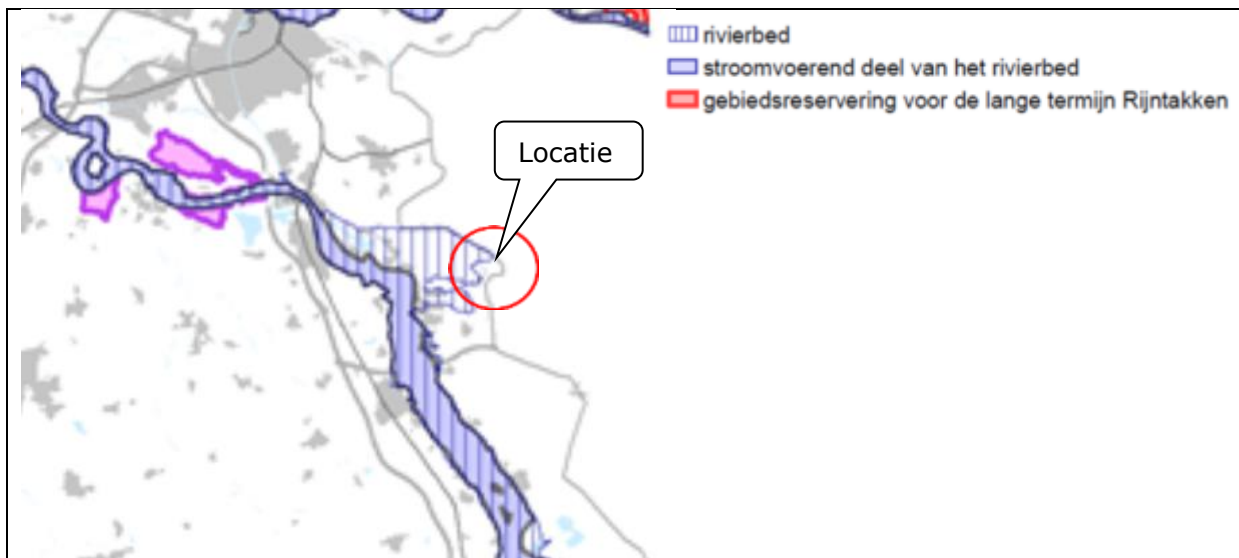 rivierbed
stroomvoerend deel van het rivierbed
gebiedsreservering voor de lange termijn Rijntakken
Locatie